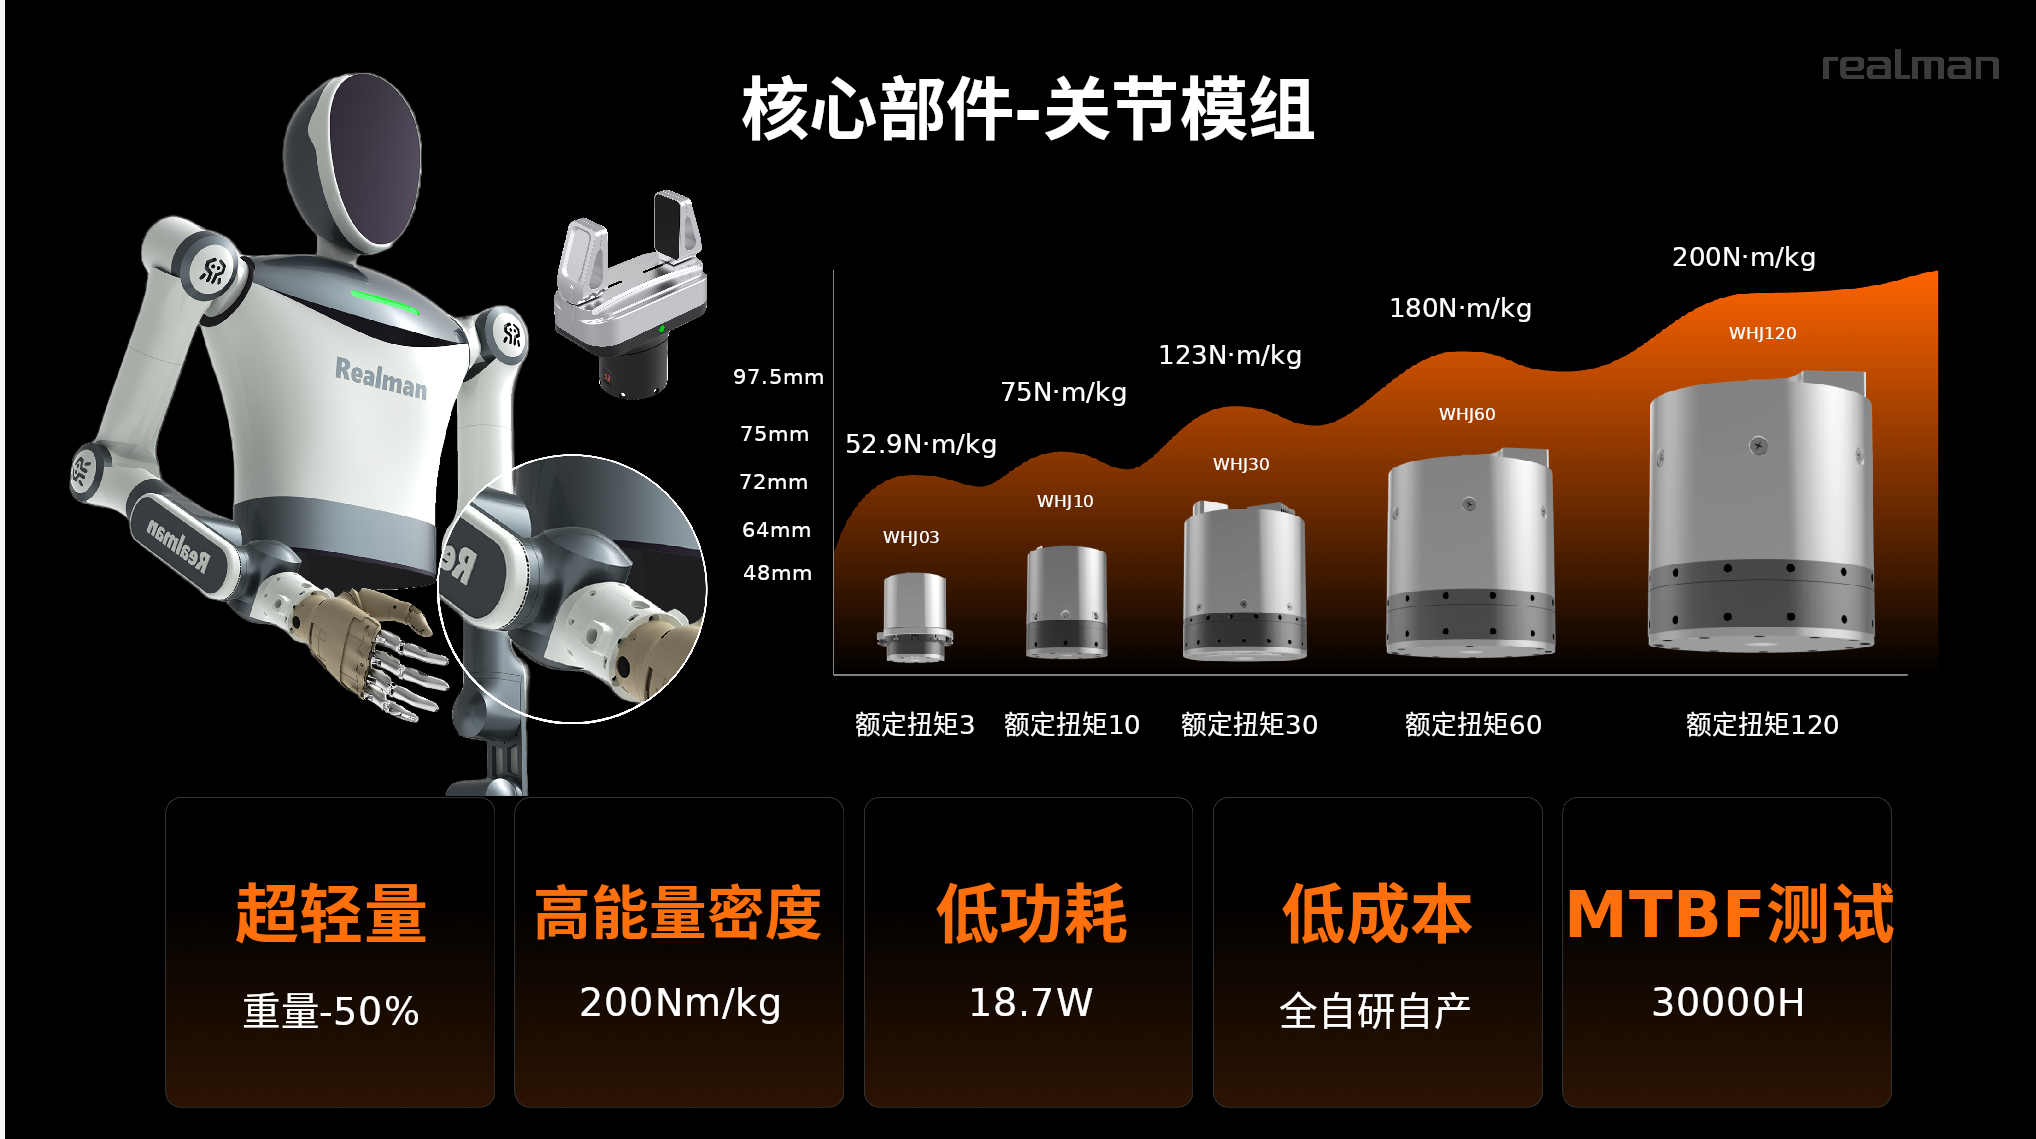 realman
核心部件-关节模组
200N·m/kg
180N·m/kg
123N·m/kg
75N·m/kg
52.9N·m/kg
WHJ120
WHJ60
WHJ30
WHJ10
WHJ03
97.5mm
75mm
72mm
64mm
48mm
Realman
Realman
Re
额定扭矩3
额定扭矩10
额定扭矩30
额定扭矩60
额定扭矩120
超轻量
重量-50%
高能量密度
200Nm/kg
低功耗
18.7W
低成本
全自研自产
MTBF测试
30000H